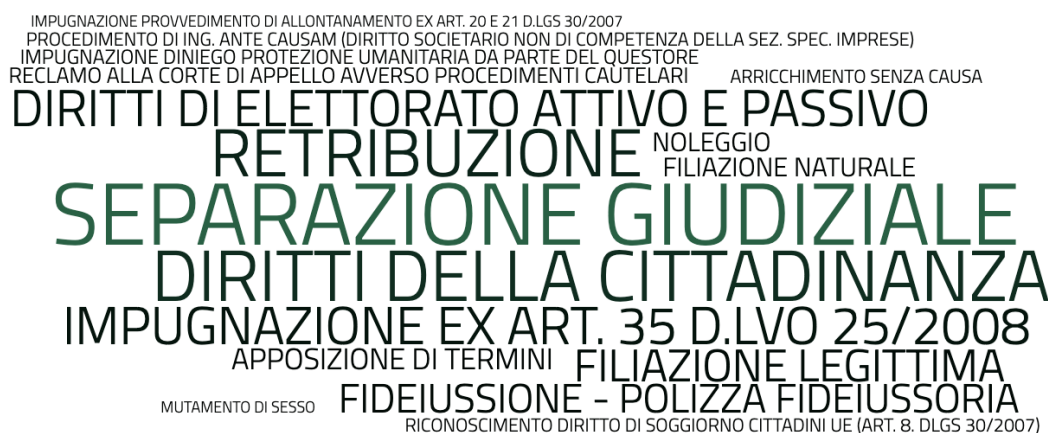 IMPUGNAZIONE PROVVEDIMENTO DI ALLONTANAMENTO EX ART. 20 E 21 D.LGS 30/2007
PROCEDIMENTO DI ING. ANTE CAUSAM (DIRITTO SOCIETARIO NON DI COMPETENZA DELLA SEZ. SPEC. IMPRESE)
IMPUGNAZIONE DINIEGO PROTEZIONE UMANITARIA DA PARTE DEL QUESTORE
RECLAMO ALLA CORTE DI APPELLO AVVERSO PROCEDIMENTI CAUTELARI
ARRICCHIMENTO SENZA CAUSA
DIRITTI DI ELETTORATO ATTIVO E PASSIVO
RETRIBUZIONE
NOLEGGIO
FILIAZIONE NATURALE
SEPARAZIONE GIUDIZIALE
DIRITTI DELLA CITTADINANZA
IMPUGNAZIONE EX ART. 35 D.LVO 25/2008
APPOSIZIONE DI TERMINI
FILIAZIONE LEGITTIMA
MUTAMENTO DI SESSO
FIDEIUSSIONE - POLIZZA FIDEIUSSORIA
RICONOSCIMENTO DIRITTO DI SOGGIORNO CITTADINI UE (ART. 8. DLGS 30/2007)